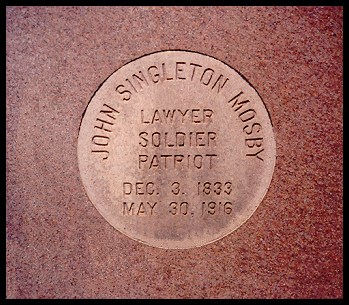 JOHN SINGLETON MOSBY
LAWYER
SOLDIER
PATRIOT
DEC. 3. 1833
MAY 30. 1916